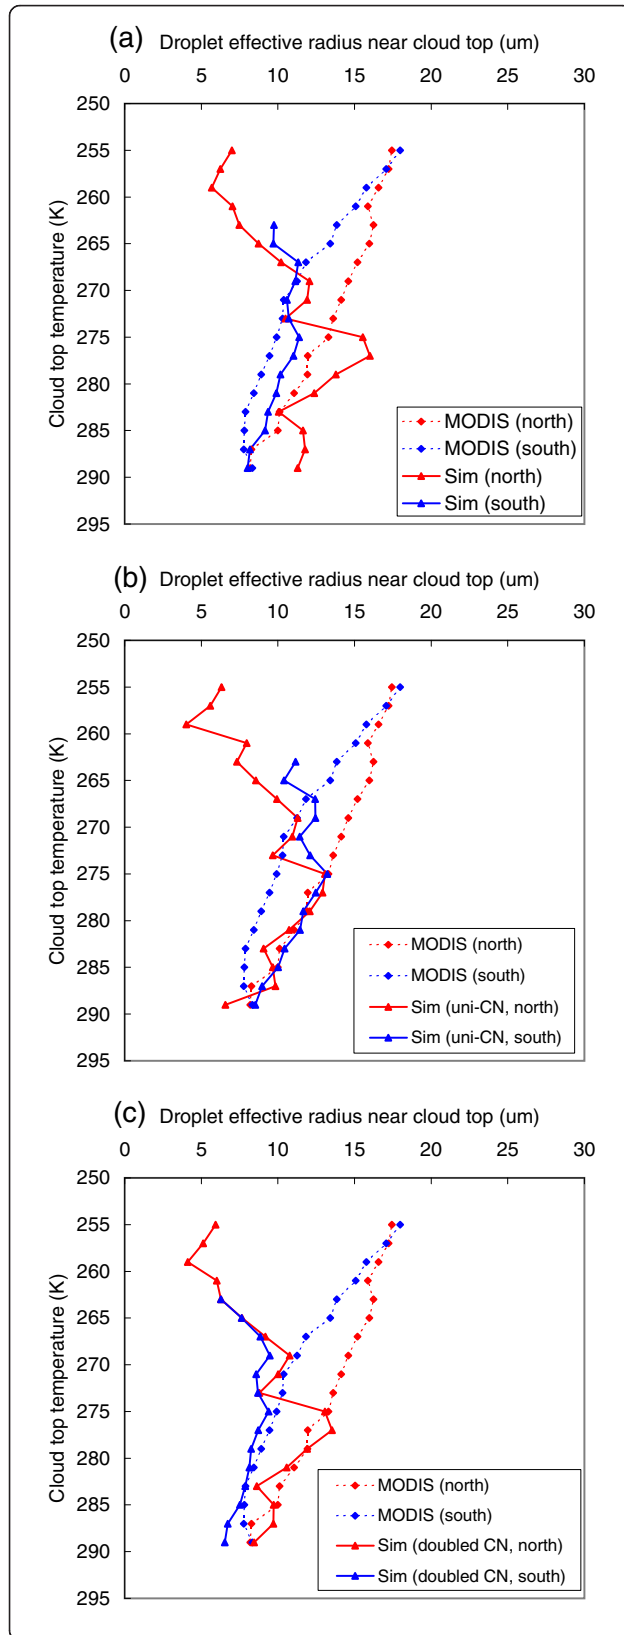 (a) Droplet effective radius near cloud top (um)
0 5 10 15 20 25 30
250
255
260
265
270
275
280
285
290
295
Cloud top temperature (K)
MODIS (north)
MODIS (south)
Sim (north)
Sim (south)
(b) Droplet effective radius near cloud top (um)
0 5 10 15 20 25 30
250
255
260
265
270
275
280
285
290
295
Cloud top temperature (K)
MODIS (north)
MODIS (south)
Sim (uni-CN, north)
Sim (uni-CN, south)
(c) Droplet effective radius near cloud top (um)
0 5 10 15 20 25 30
250
255
260
265
270
275
280
285
290
295
Cloud top temperature (K)
MODIS (north)
MODIS (south)
Sim (doubled CN, north)
Sim (doubled CN, south)